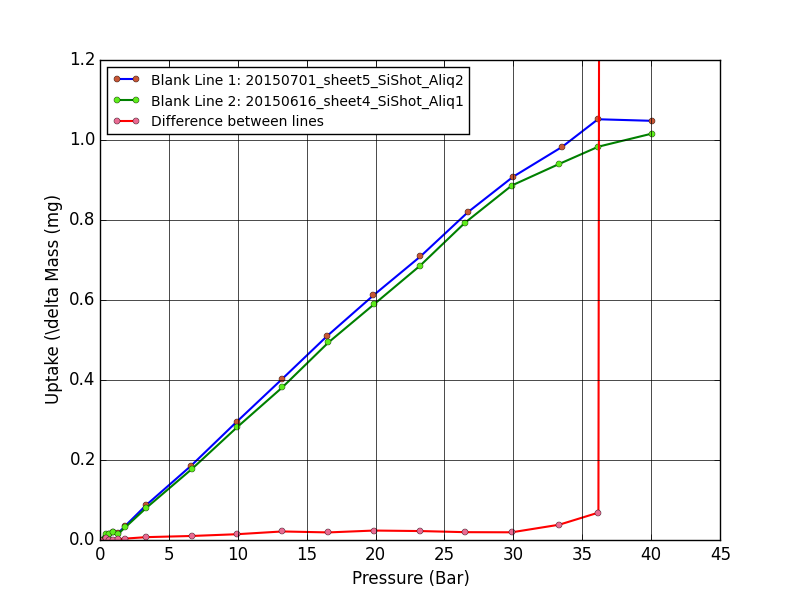 Blank Line 1: 20150701_sheet5_SiShot_Aliq2
Blank Line 2: 20150616_sheet4_SiShot_Aliq1
Difference between lines
1.2
1.0
0.8
0.6
0.4
0.2
0.0
Uptake (\delta Mass (mg)
0 5 10 15 20 25 30 35 40 45
Pressure (Bar)